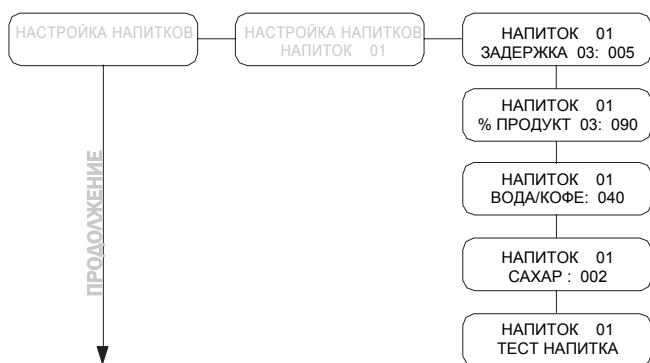 НАСТРОЙКА НАПИТКОВ
НАСТРОЙКА НАПИТКОВ
НАПИТОК 01
НАПИТОК 01
ЗАДЕРЖКА 03: 005
НАПИТОК 01
% ПРОДУКТ 03: 090
НАПИТОК 01
ВОДА/КОФЕ: 040
НАПИТОК 01
САХАР : 002
НАПИТОК 01
ТЕСТ НАПИТКА
ПРОДОЛЖЕНИЕ